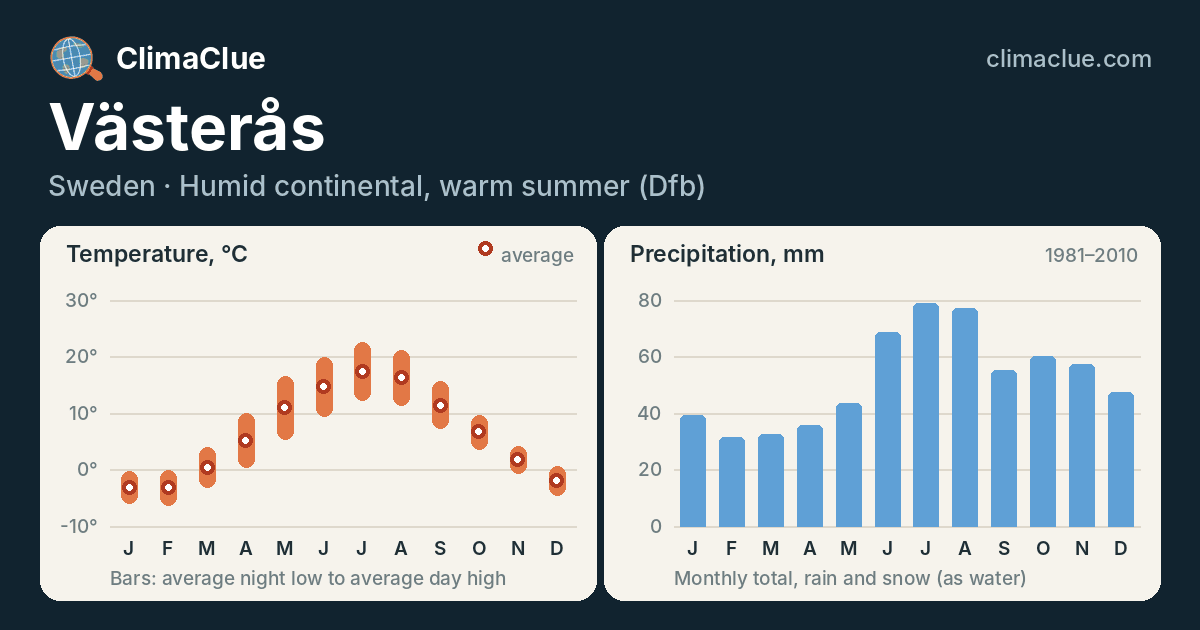 ClimaClue
climaclue.com
Västerås
Sweden · Humid continental, warm summer (Dfb)
Temperature, °C
average
30°
20°
10°
0°
-10°
J F M A M J J A S O N D
Bars: average night low to average day high
Precipitation, mm
1981–2010
80
60
40
20
0
J F M A M J J A S O N D
Monthly total, rain and snow (as water)